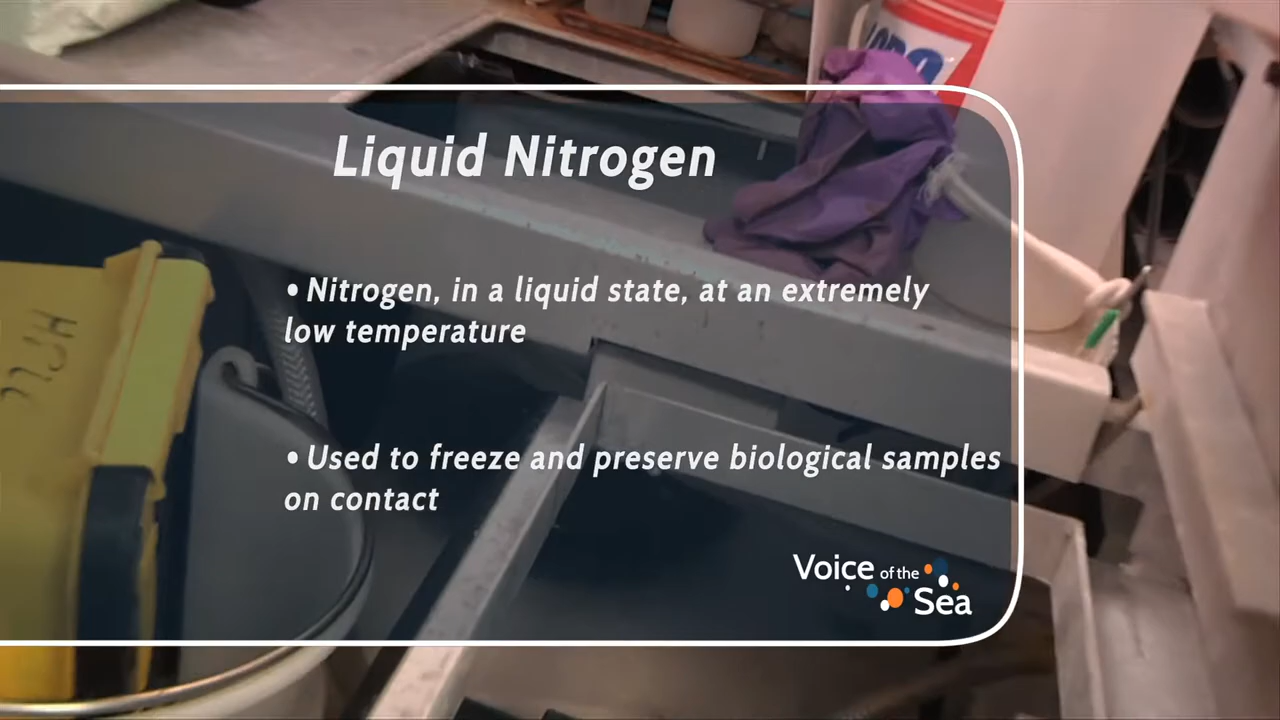 Liquid Nitrogen
• Nitrogen, in a liquid state, at an extremely
low temperature
• Used to freeze and preserve biological samples
on contact
Voice of the
Sea
HPLC